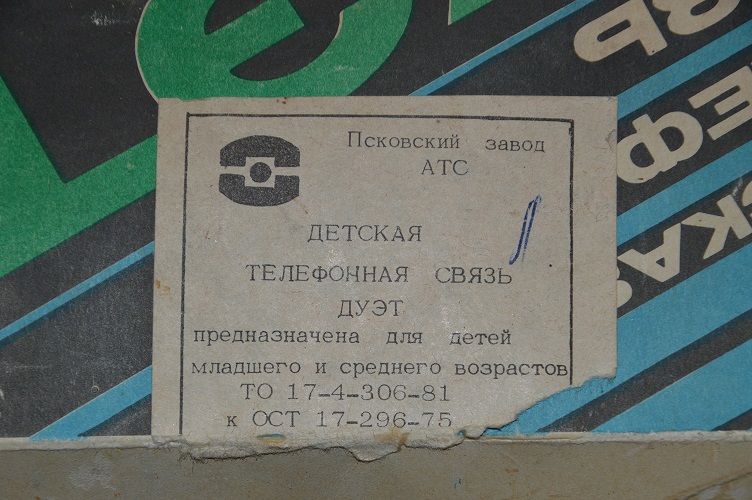 Псковский завод
АТС
ДЕТСКАЯ
ТЕЛЕФОННАЯ СВЯЗЬ
ДУЭТ
предназначена для детей
младшего и среднего возрастов
ТО 17-4-306-81
к ОСТ 17-296-75